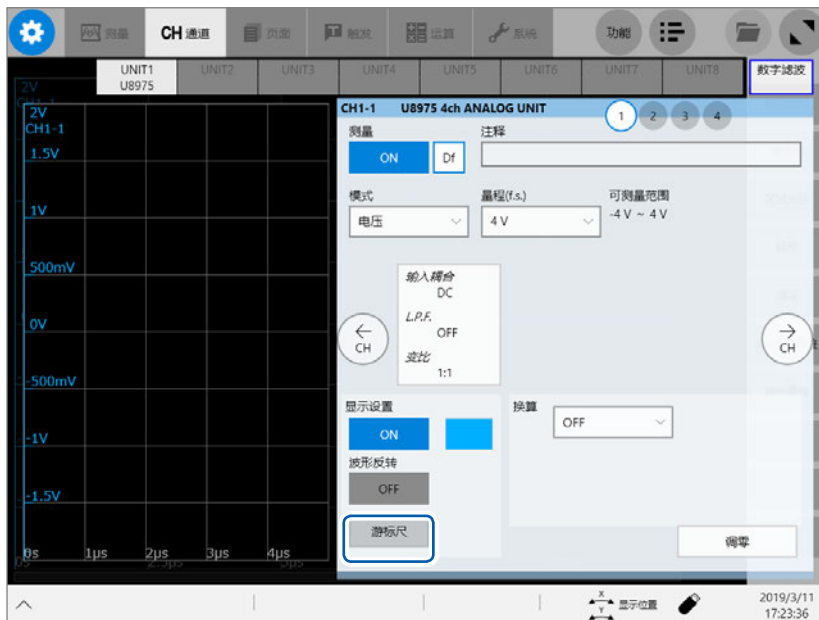 测量 CH 通道 页面 触发 运算 系统 功能
UNIT1 UNIT2 UNIT3 UNIT4 UNIT5 UNIT6 UNIT7 UNIT8 数字滤波
U8975
2V
2V
CH1-1
1.5V
1V
500mV
0V
-500mV
-1V
-1.5V
0s 1μs 2μs 3μs 4μs
CH1-1 U8975 4ch ANALOG UNIT 1 2 3 4
测量 注释
ON Df
模式 量程(f.s.) 可测量范围
电压 4 V -4 V ~ 4 V
输入耦合
DC
L.P.F.
OFF
变比
1:1
← CH
→ CH
显示设置 换算
ON OFF
波形反转
OFF
游标尺
调零
X
Y
显示位置
2019/3/11
17:23:36